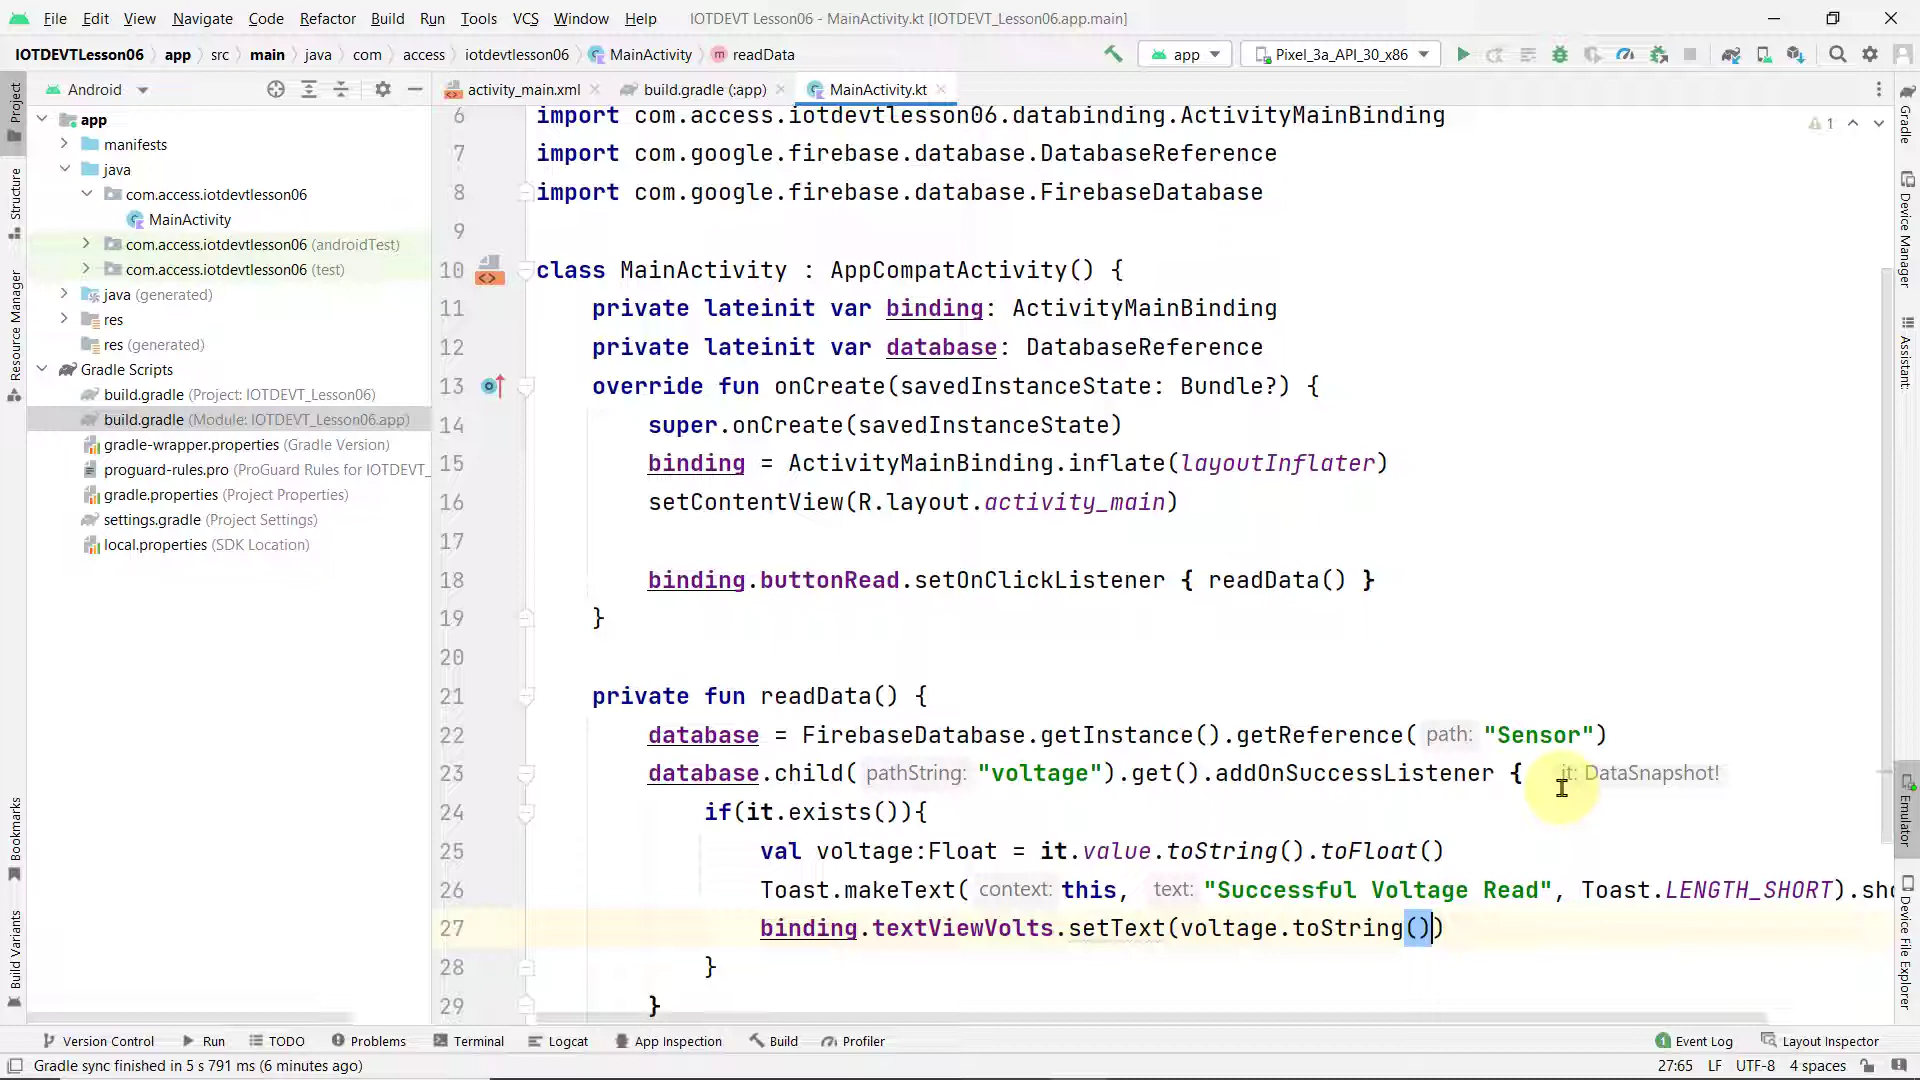 File Edit View Navigate Code Refactor Build Run Tools VCS Window Help IOTDEVT Lesson06 - MainActivity.kt [IOTDEVT_Lesson06.app.main]
IOTDEVTLesson06 app src main java com access iotdevtlesson06 MainActivity readData app Pixel_3a_API_30_x86
Android activity_main.xml build.gradle (:app) MainActivity.kt
Project
Structure
Resource Manager
Bookmarks
Build Variants
app
manifests
java
com.access.iotdevtlesson06
MainActivity
com.access.iotdevtlesson06 (androidTest)
com.access.iotdevtlesson06 (test)
java (generated)
res
res (generated)
Gradle Scripts
build.gradle (Project: IOTDEVT_Lesson06)
build.gradle (Module: IOTDEVT_Lesson06.app)
gradle-wrapper.properties (Gradle Version)
proguard-rules.pro (ProGuard Rules for IOTDEVT_
gradle.properties (Project Properties)
settings.gradle (Project Settings)
local.properties (SDK Location)
1
6 import com.access.iotdevtlesson06.databinding.ActivityMainBinding
7 import com.google.firebase.database.DatabaseReference
8 import com.google.firebase.database.FirebaseDatabase
9
10 class MainActivity : AppCompatActivity() {
11 private lateinit var binding: ActivityMainBinding
12 private lateinit var database: DatabaseReference
13 override fun onCreate(savedInstanceState: Bundle?) {
14 super.onCreate(savedInstanceState)
15 binding = ActivityMainBinding.inflate(layoutInflater)
16 setContentView(R.layout.activity_main)
17
18 binding.buttonRead.setOnClickListener { readData() }
19 }
20
21 private fun readData() {
22 database = FirebaseDatabase.getInstance().getReference( path: "Sensor")
23 database.child( pathString: "voltage").get().addOnSuccessListener { it: DataSnapshot!
24 if(it.exists()){
25 val voltage:Float = it.value.toString().toFloat()
26 Toast.makeText( context: this, text: "Successful Voltage Read", Toast.LENGTH_SHORT).sho
27 binding.textViewVolts.setText(voltage.toString())
28 }
29 }
Gradle
Device Manager
Assistant:
Emulator
Device File Explorer
Version Control Run TODO Problems Terminal Logcat App Inspection Build Profiler 1 Event Log Layout Inspector
Gradle sync finished in 5 s 791 ms (6 minutes ago) 27:65 LF UTF-8 4 spaces